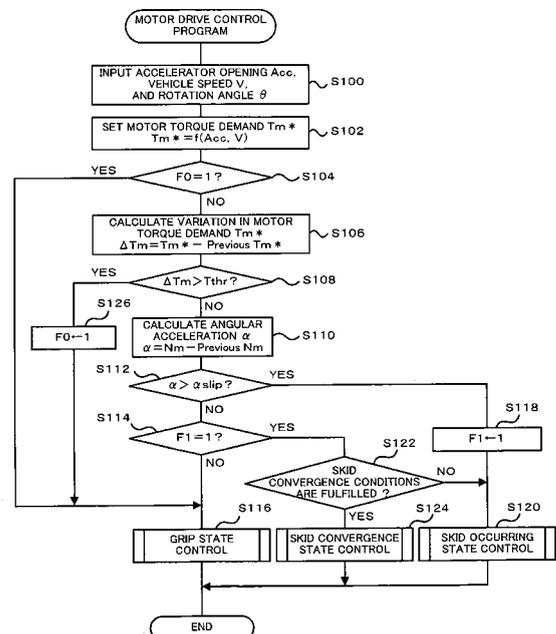 MOTOR DRIVE CONTROL
PROGRAM
INPUT ACCELERATOR OPENING Acc,
VEHICLE SPEED V,
AND ROTATION ANGLE θ
S100
SET MOTOR TORQUE DEMAND Tm*
Tm*=f(Acc, V)
S102
YES
F0=1?
S104
NO
CALCULATE VARIATION IN MOTOR
TORQUE DEMAND Tm*
ΔTm=Tm* - Previous Tm*
S106
YES
ΔTm>Tthr?
S108
NO
S126
F0←1
CALCULATE ANGULAR
ACCELERATION α
α=Nm-Previous Nm
S110
S112
α>αslip?
YES
NO
S114
F1=1?
YES
NO
S118
F1←1
S122
SKID
CONVERGENCE CONDITIONS
ARE FULFILLED?
NO
YES
S116
GRIP STATE
CONTROL
S124
SKID CONVERGENCE
STATE CONTROL
S120
SKID OCCURRING
STATE CONTROL
END